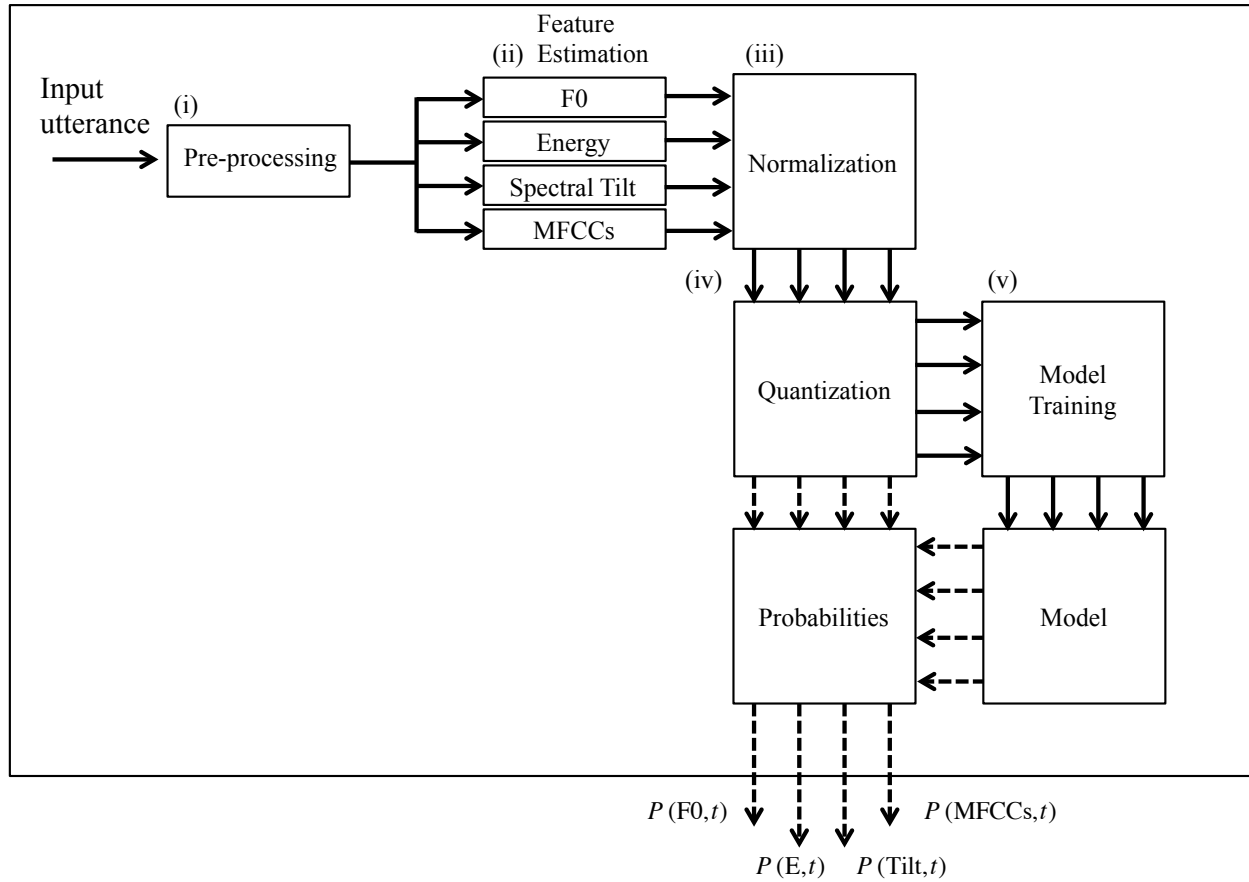 Feature
Estimation
(ii)
(iii)
Input
utterance
(i)
Pre-processing
F0
Energy
Spectral Tilt
MFCCs
Normalization
(iv)
(v)
Quantization
Model
Training
Probabilities
Model
P (F0,t)
P (MFCCs,t)
P (E,t)
P (Tilt,t)